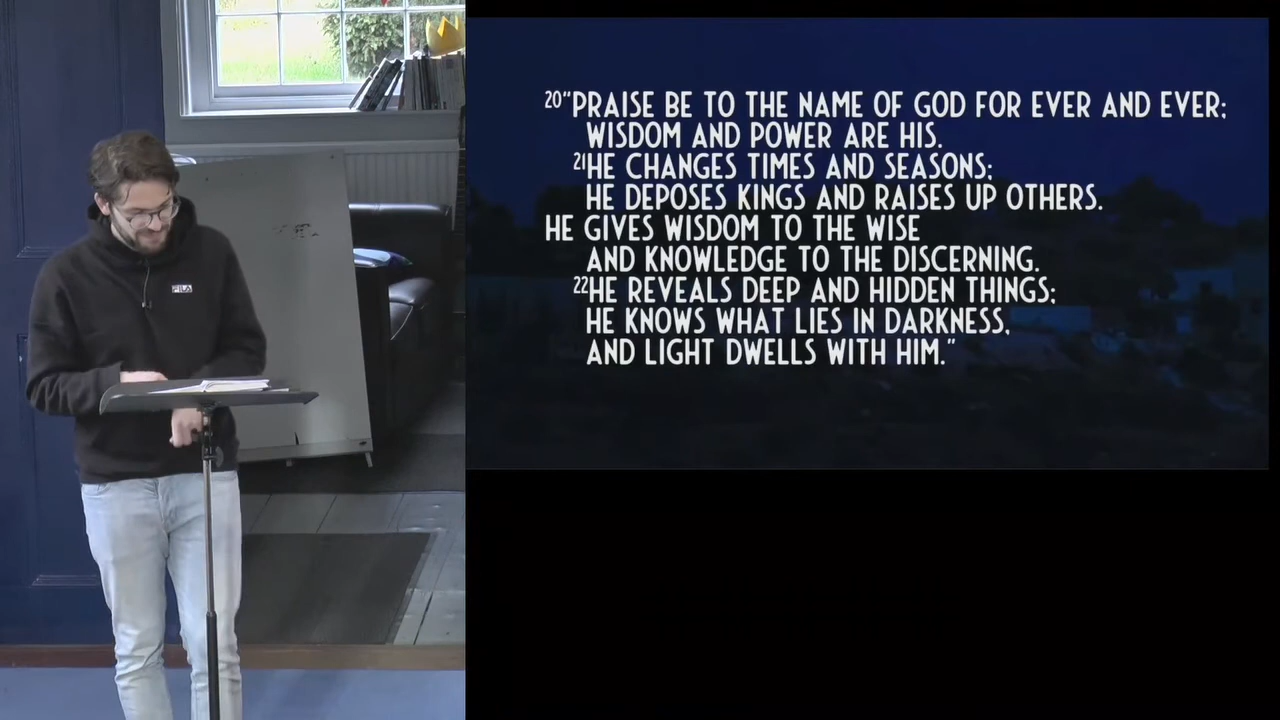 FILA
20"PRAISE BE TO THE NAME OF GOD FOR EVER AND EVER;
WISDOM AND POWER ARE HIS.
21HE CHANGES TIMES AND SEASONS;
HE DEPOSES KINGS AND RAISES UP OTHERS.
HE GIVES WISDOM TO THE WISE
AND KNOWLEDGE TO THE DISCERNING.
22HE REVEALS DEEP AND HIDDEN THINGS;
HE KNOWS WHAT LIES IN DARKNESS,
AND LIGHT DWELLS WITH HIM."